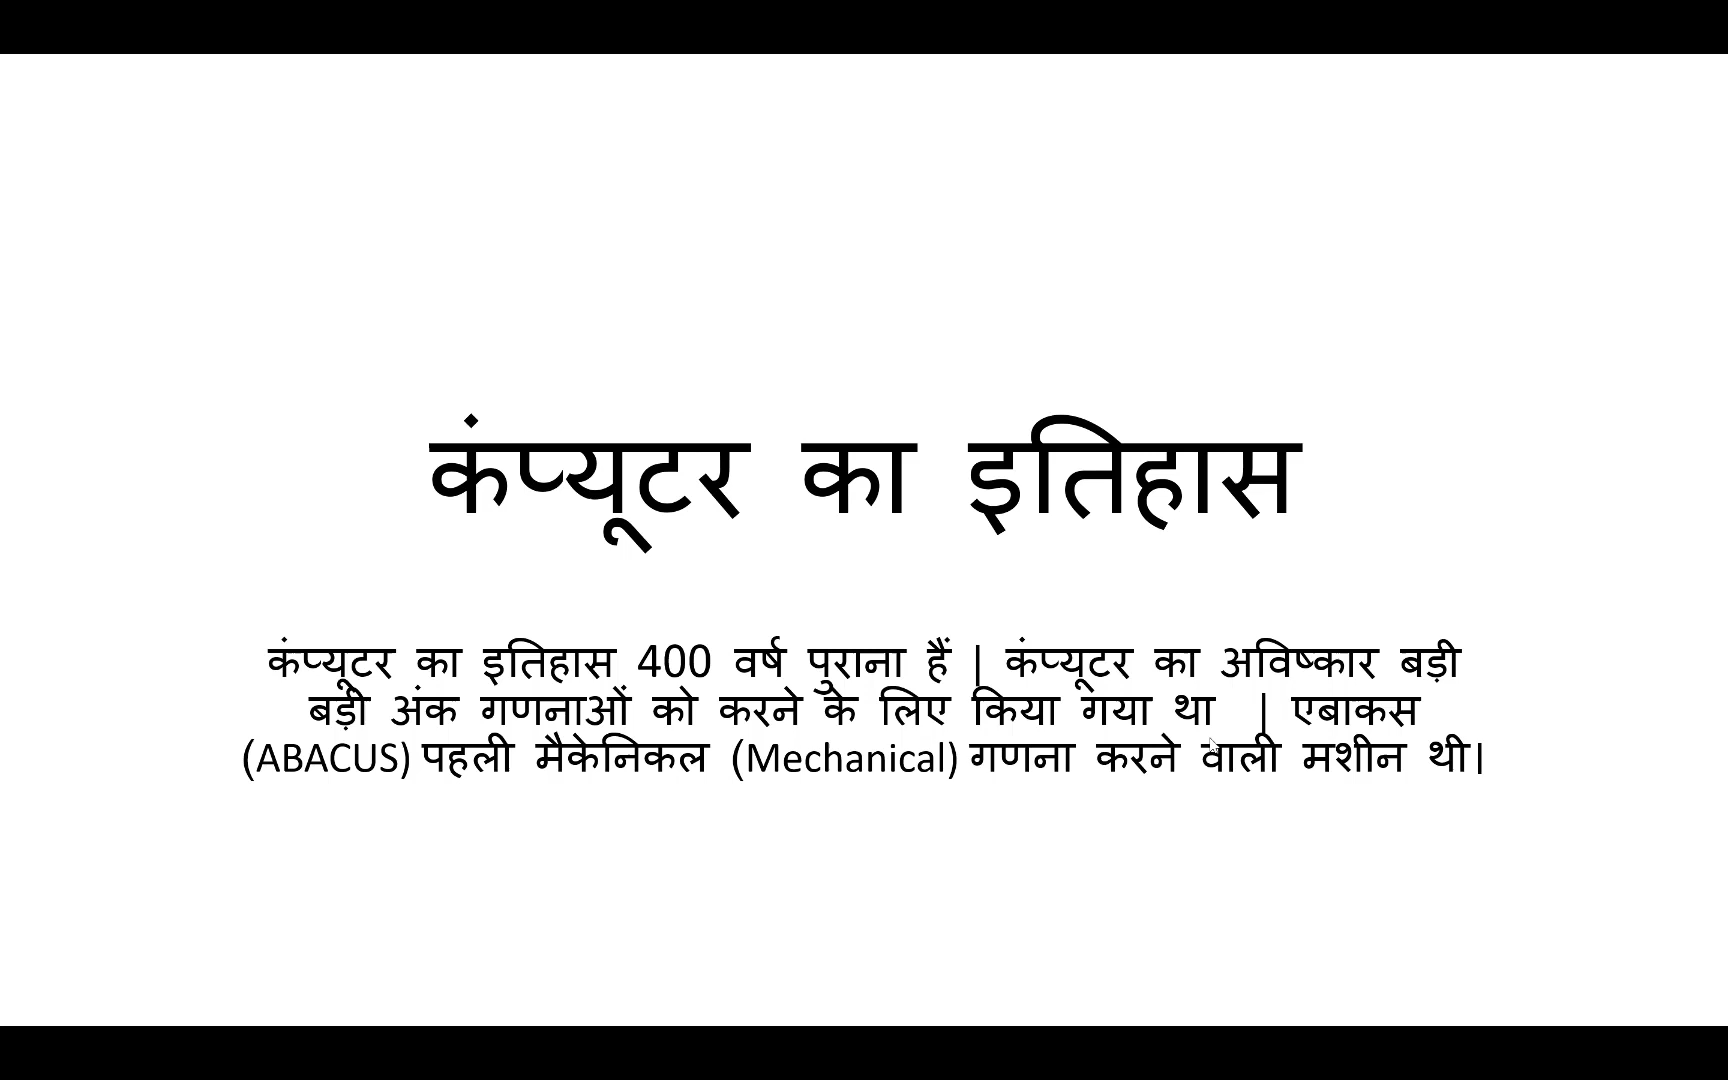 कंप्यूटर का इतिहास
कंप्यूटर का इतिहास 400 वर्ष पुराना हैं | कंप्यूटर का अविष्कार बड़ी
बड़ी अंक गणनाओं को करने के लिए किया गया था | एबाकस
(ABACUS) पहली मैकेनिकल (Mechanical) गणना करने वाली मशीन थी।